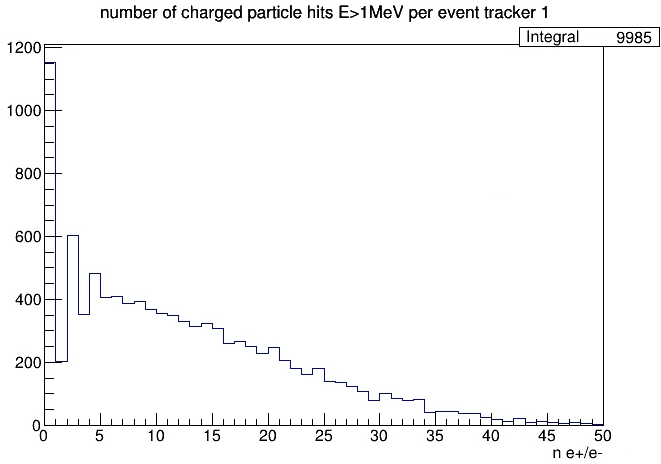 number of charged particle hits E>1MeV per event tracker 1
Integral 9985
1200
1000
800
600
400
200
0
0 5 10 15 20 25 30 35 40 45 50
n e+/e-